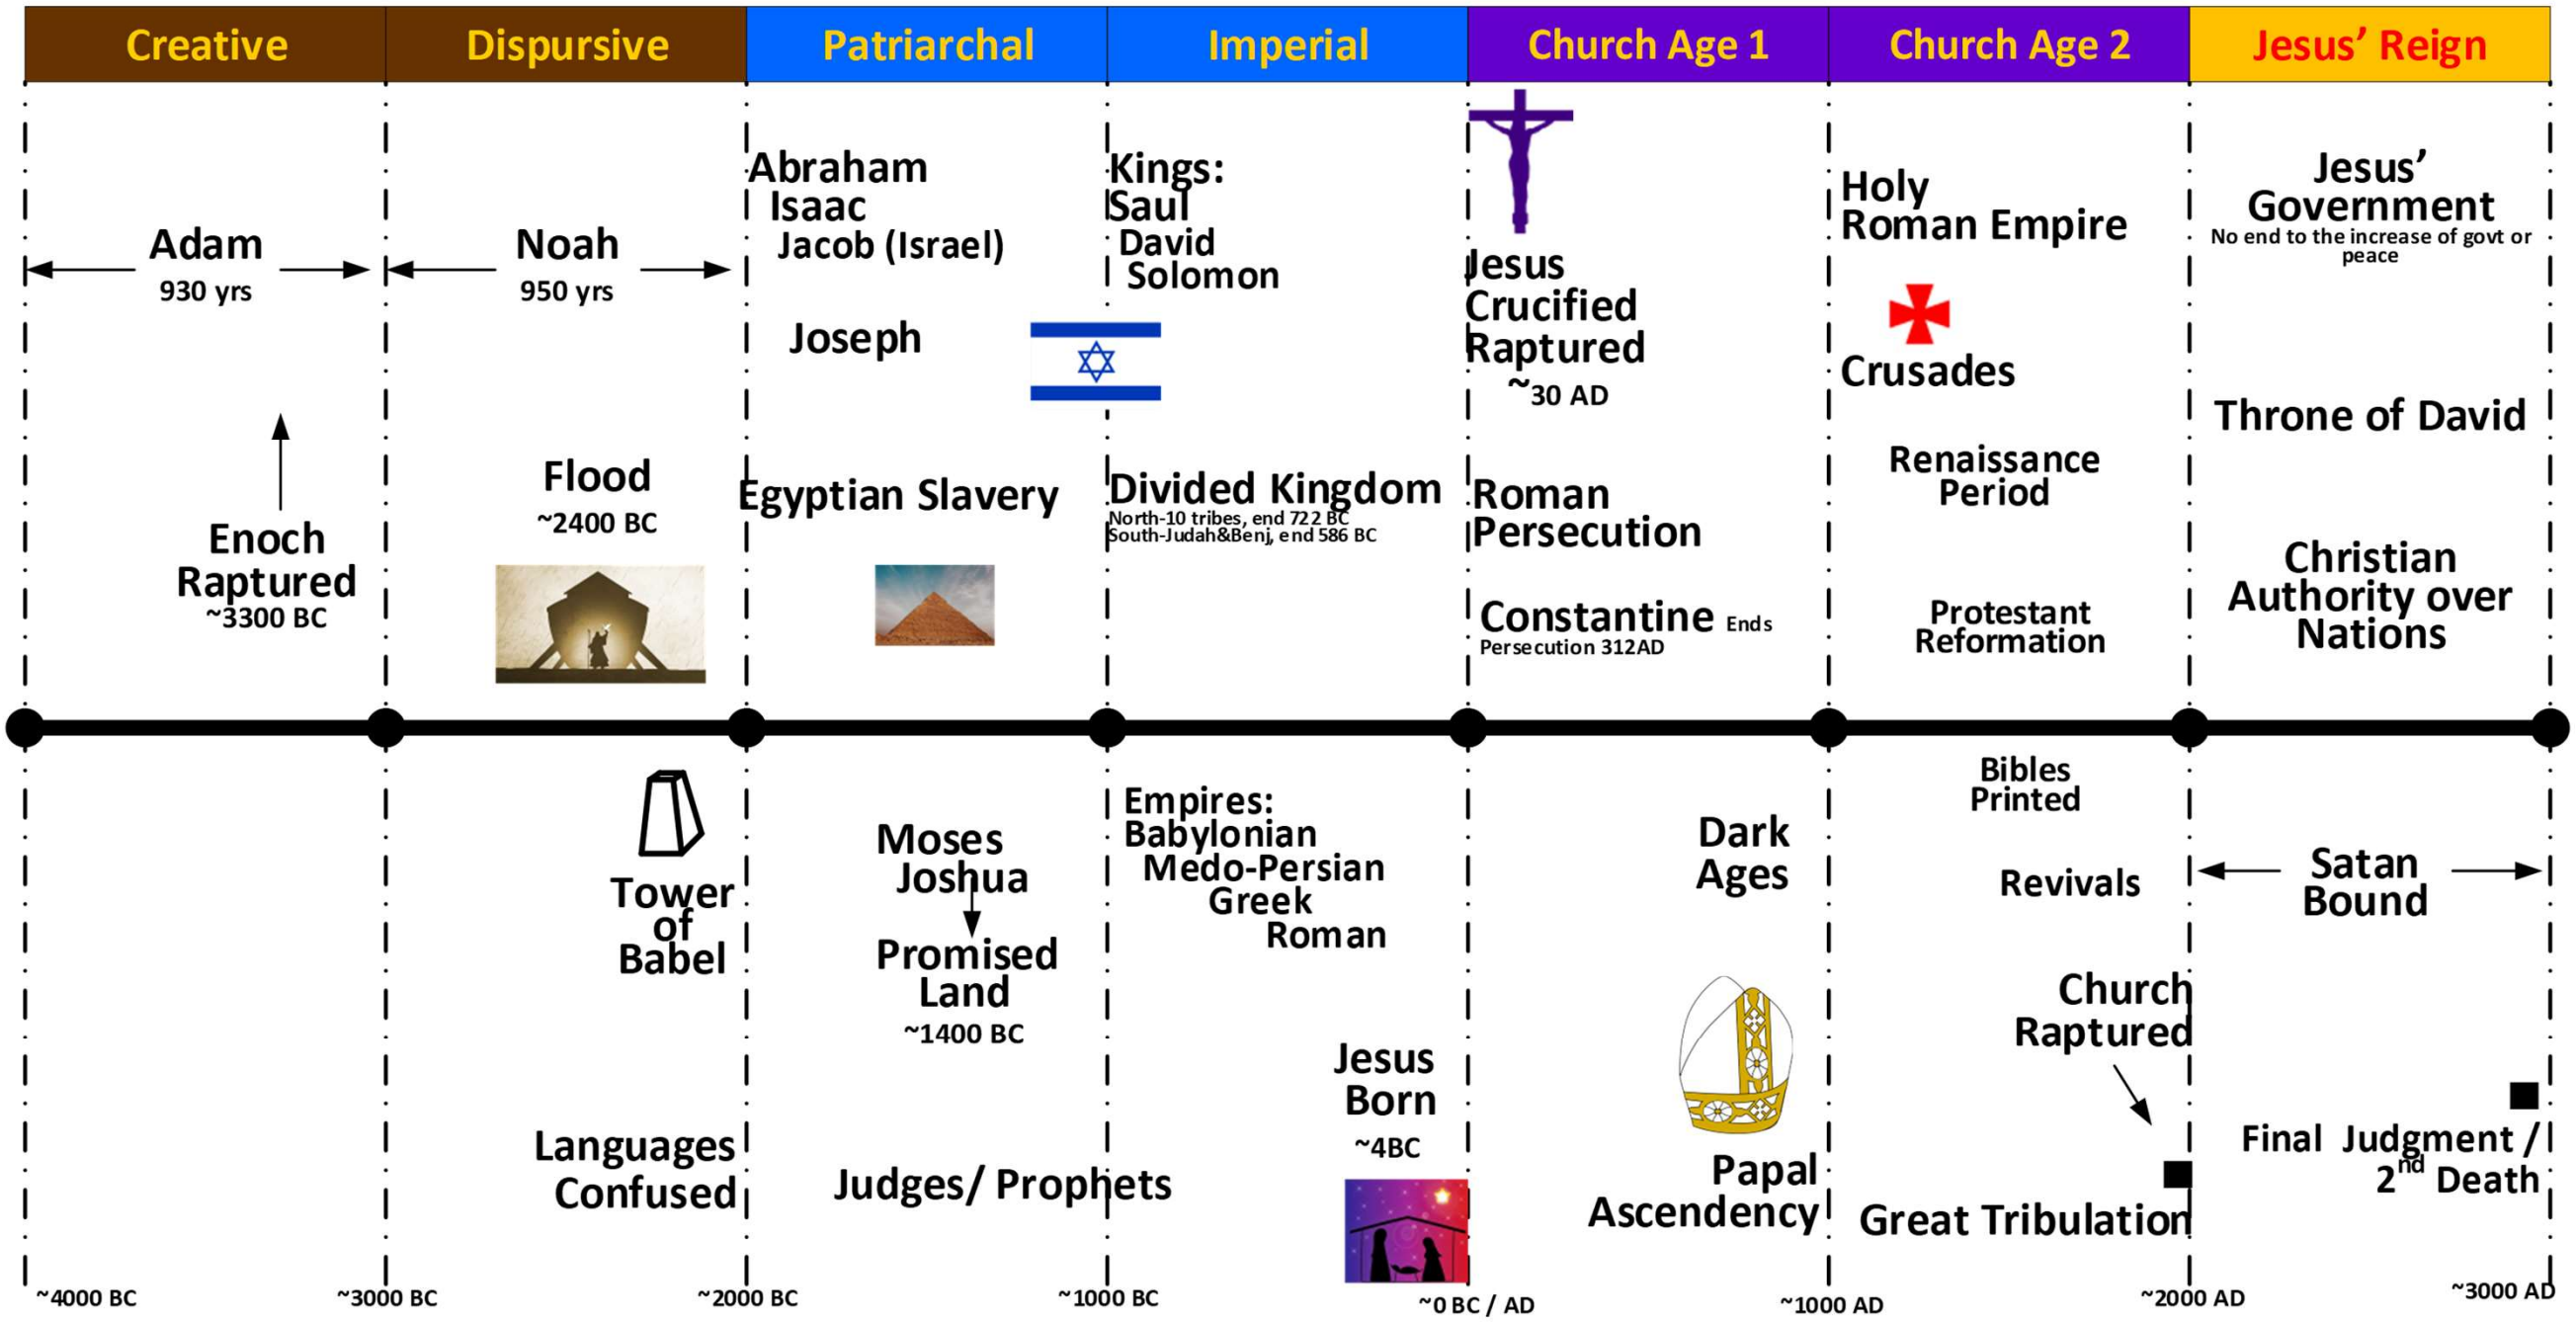 Creative
Dispursive
Patriarchal
Imperial
Church Age 1
Church Age 2
Jesus’ Reign
Adam
930 yrs
Enoch
Raptured
~3300 BC
Noah
950 yrs
Flood
~2400 BC
Abraham
Isaac
Jacob (Israel)
Joseph
Egyptian Slavery
Kings:
Saul
David
Solomon
Divided Kingdom
North-10 tribes, end 722 BC
South-Judah&Benj, end 586 BC
Jesus
Crucified
Raptured
~30 AD
Roman
Persecution
Constantine Ends
Persecution 312AD
Holy
Roman Empire
Crusades
Renaissance
Period
Protestant
Reformation
Jesus’
Government
No end to the increase of govt or
peace
Throne of David
Christian
Authority over
Nations
Tower
of
Babel
Languages
Confused
Moses
Joshua
Promised
Land
~1400 BC
Judges/ Prophets
Empires:
Babylonian
Medo-Persian
Greek
Roman
Jesus
Born
~4BC
Dark
Ages
Papal
Ascendency
Bibles
Printed
Revivals
Church
Raptured
Great Tribulation
Satan
Bound
Final Judgment /
2nd Death
~4000 BC
~3000 BC
~2000 BC
~1000 BC
~0 BC / AD
~1000 AD
~2000 AD
~3000 AD